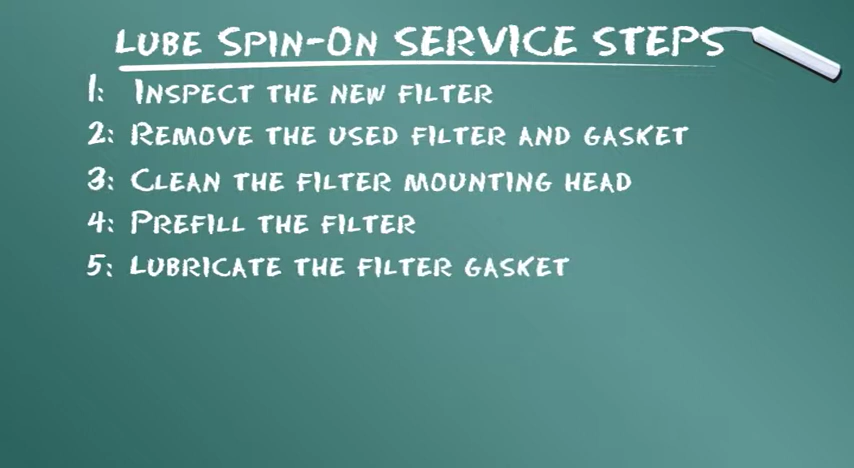 Lube Spin-On SERVICE STEPS
1: Inspect the new filter
2: Remove the used filter and gasket
3: Clean the filter mounting head
4: Prefill the filter
5: Lubricate the filter gasket